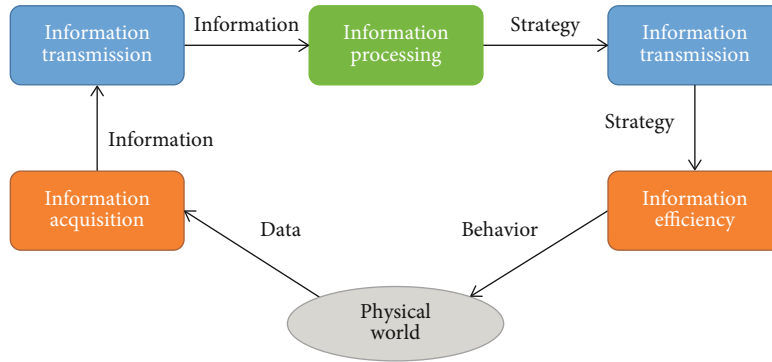 Information
transmission
Information
Information
processing
Strategy
Information
transmission
Information
Strategy
Information
acquisition
Information
efficiency
Data
Behavior
Physical
world